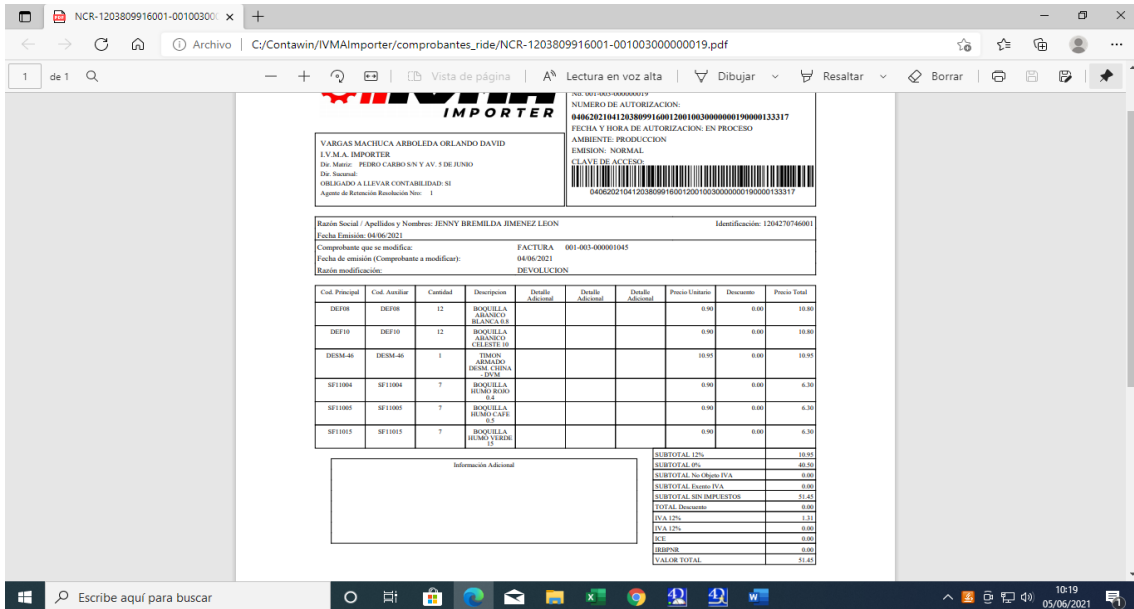 NCR-1203809916001-00100300
Archivo C:/Contawin/IVMAImporter/comprobantes_ride/NCR-1203809916001-001003000000019.pdf
1 de 1 Vista de página Lectura en voz alta Dibujar Resaltar Borrar
IMPORTER
No. 001-003-000000019
NUMERO DE AUTORIZACION:
0406202104120380991600120010030000000190000133317
FECHA Y HORA DE AUTORIZACION: EN PROCESO
AMBIENTE: PRODUCCION
EMISION: NORMAL
CLAVE DE ACCESO:
0406202104120380991600120010030000000190000133317
VARGAS MACHUCA ARBOLEDA ORLANDO DAVID
I.V.M.A. IMPORTER
Dir. Matriz: PEDRO CARBO S/N Y AV. 5 DE JUNIO
Dir. Sucursal:
OBLIGADO A LLEVAR CONTABILIDAD: SI
Agente de Retención Resolución Nro: 1
Razón Social / Apellidos y Nombres: JENNY BREMILDA JIMENEZ LEON Identificación: 1204270746001
Fecha Emisión: 04/06/2021
Comprobante que se modifica: FACTURA 001-003-000001045
Fecha de emisión (Comprobante a modificar): 04/06/2021
Razón modificación: DEVOLUCION
Cod. Principal Cod. Auxiliar Cantidad Descripcion Detalle Adicional Detalle Adicional Detalle Adicional Precio Unitario Descuento Precio Total
DEF08 DEF08 12 BOQUILLA ABANICO BLANCA 0.8 0.90 0.00 10.80
DEF10 DEF10 12 BOQUILLA ABANICO CELESTE 10 0.90 0.00 10.80
DESM-46 DESM-46 1 TIMON ARMADO DESM. CHINA - DVM 10.95 0.00 10.95
SF11004 SF11004 7 BOQUILLA HUMO ROJO 0.4 0.90 0.00 6.30
SF11005 SF11005 7 BOQUILLA HUMO CAFE 0.5 0.90 0.00 6.30
SF11015 SF11015 7 BOQUILLA HUMO VERDE 15 0.90 0.00 6.30
Información Adicional
SUBTOTAL 12% 10.95
SUBTOTAL 0% 40.50
SUBTOTAL No Objeto IVA 0.00
SUBTOTAL Exento IVA 0.00
SUBTOTAL SIN IMPUESTOS 51.45
TOTAL Descuento 0.00
IVA 12% 1.31
IVA 12% 0.00
ICE 0.00
IRBPNR 0.00
VALOR TOTAL 51.45
Escribe aquí para buscar
10:19
05/06/2021